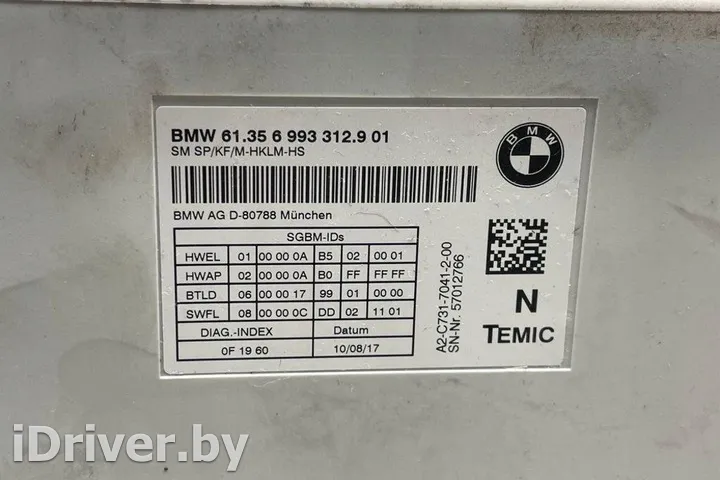 BMW 61.35 6 993 312.9 01
SM SP/KF/M-HKLM-HS
BMW AG D-80788 München
BMW
SGBM-IDs
HWEL 01 00 00 0A B5 02 00 01
HWAP 02 00 00 0A B0 FF FF FF
BTLD 06 00 00 17 99 01 00 00
SWFL 08 00 00 0C DD 02 11 01
DIAG.-INDEX Datum
0F 19 60 10/08/17
A2-C731-7041-2-00
SN-Nr. 57012766
N
TEMIC
iDriver.by